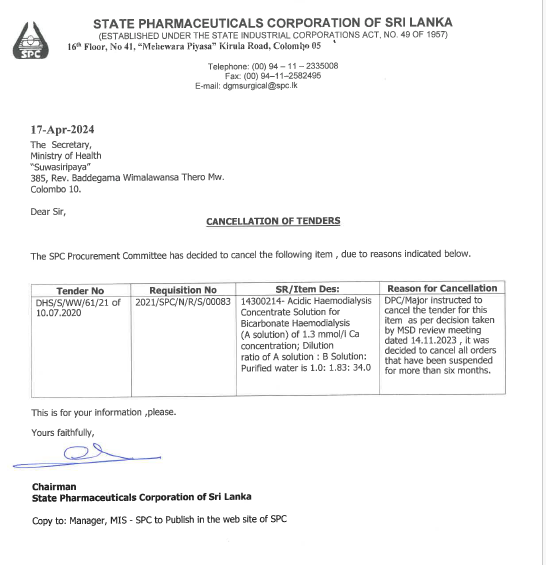 STATE PHARMACEUTICALS CORPORATION OF SRI LANKA
(ESTABLISHED UNDER THE STATE INDUSTRIAL CORPORATIONS ACT, NO. 49 OF 1957)
16th Floor, No 41, "Mehewara Piyasa" Kirula Road, Colombo 05
SPC
Telephone: (00) 94 – 11 – 2335008
Fax: (00) 94–11–2582495
E-mail: dgmsurgical@spc.lk
17-Apr-2024
The Secretary,
Ministry of Health
"Suwasiripaya"
385, Rev. Baddegama Wimalawansa Thero Mw.
Colombo 10.
Dear Sir,
CANCELLATION OF TENDERS
The SPC Procurement Committee has decided to cancel the following item , due to reasons indicated below.
Tender No Requisition No SR/Item Des: Reason for Cancellation
DHS/S/WW/61/21 of
10.07.2020
2021/SPC/N/R/S/00083
14300214- Acidic Haemodialysis
Concentrate Solution for
Bicarbonate Haemodialysis
(A solution) of 1.3 mmol/l Ca
concentration; Dilution
ratio of A solution : B Solution:
Purified water is 1.0: 1.83: 34.0
DPC/Major instructed to
cancel the tender for this
item as per decision taken
by MSD review meeting
dated 14.11.2023 , it was
decided to cancel all orders
that have been suspended
for more than six months.
This is for your information ,please.
Yours faithfully,
Chairman
State Pharmaceuticals Corporation of Sri Lanka
Copy to: Manager, MIS - SPC to Publish in the web site of SPC